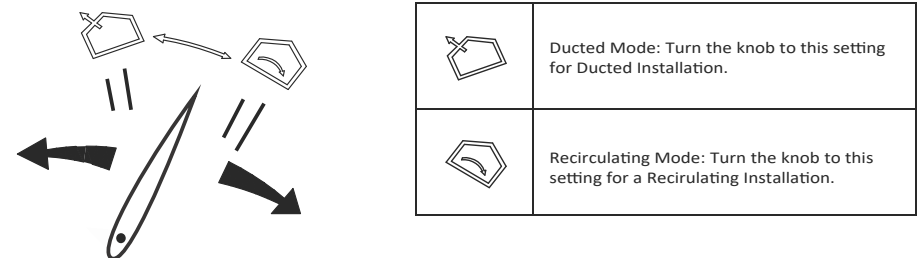 Ducted Mode: Turn the knob to this setting
for Ducted Installation.
Recirculating Mode: Turn the knob to this
setting for a Recirulating Installation.